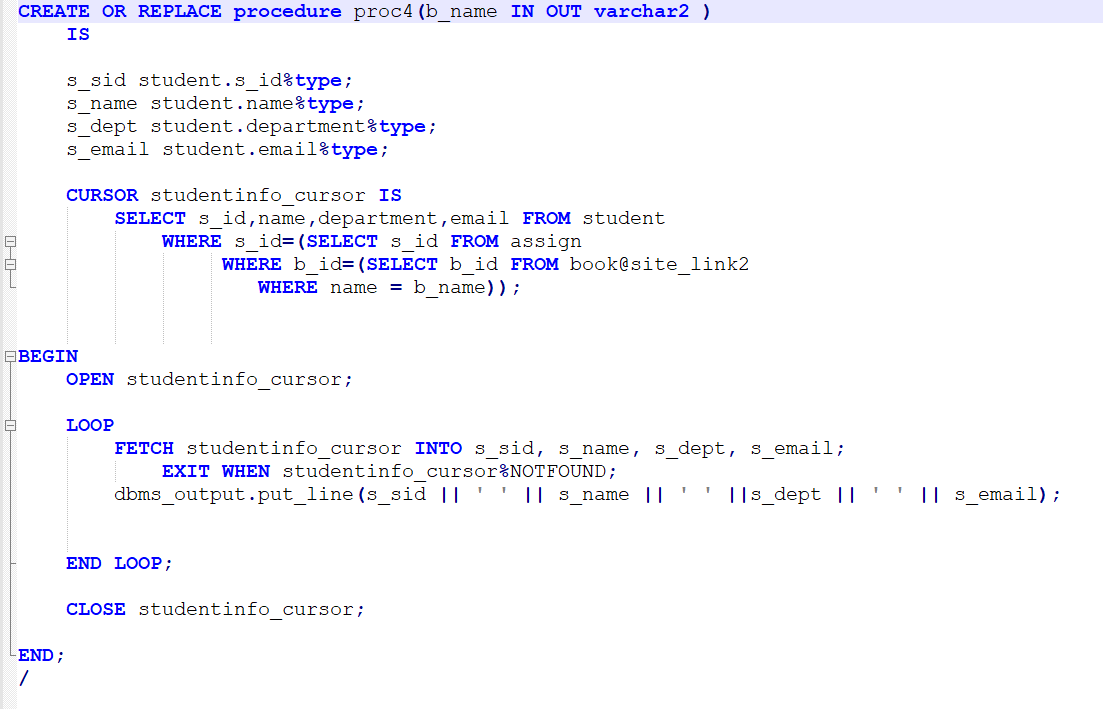 CREATE OR REPLACE procedure proc4(b_name IN OUT varchar2 )
IS
s_sid student.s_id%type;
s_name student.name%type;
s_dept student.department%type;
s_email student.email%type;
CURSOR studentinfo_cursor IS
SELECT s_id,name,department,email FROM student
WHERE s_id=(SELECT s_id FROM assign
WHERE b_id=(SELECT b_id FROM book@site_link2
WHERE name = b_name));
BEGIN
OPEN studentinfo_cursor;
LOOP
FETCH studentinfo_cursor INTO s_sid, s_name, s_dept, s_email;
EXIT WHEN studentinfo_cursor%NOTFOUND;
dbms_output.put_line(s_sid || ' ' || s_name || ' ' ||s_dept || ' ' || s_email);
END LOOP;
CLOSE studentinfo_cursor;
END;
/